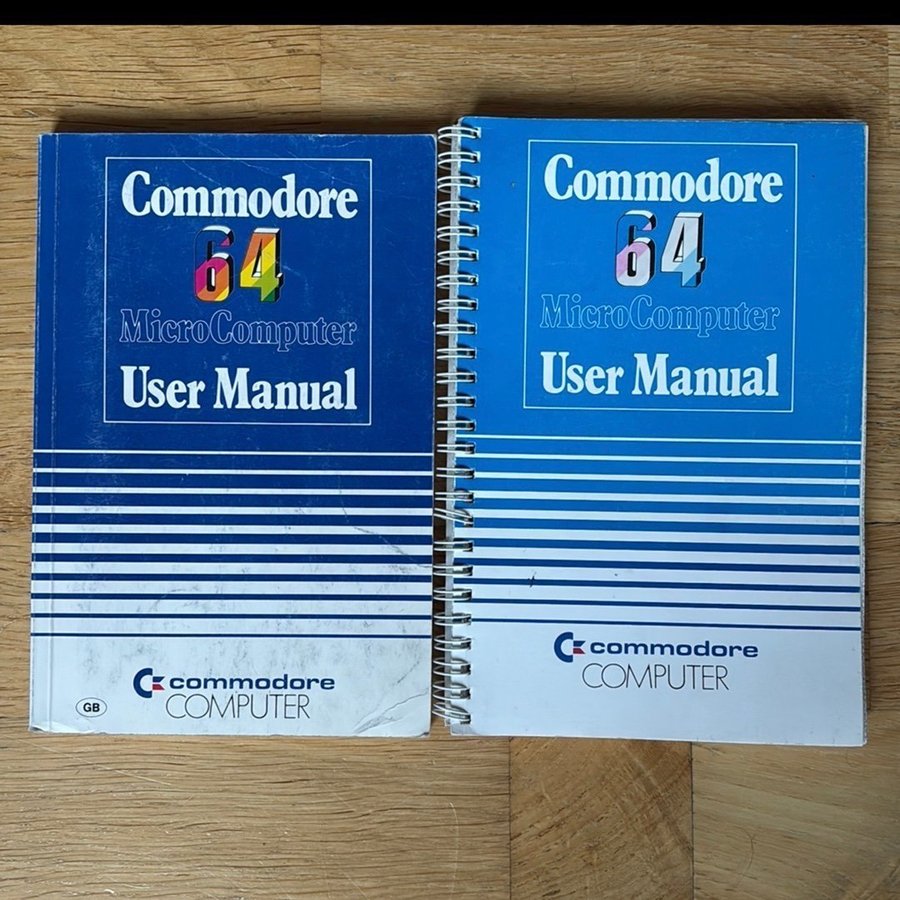 Commodore
64
MicroComputer
User Manual
commodore
COMPUTER
GB
Commodore
64
MicroComputer
User Manual
commodore
COMPUTER